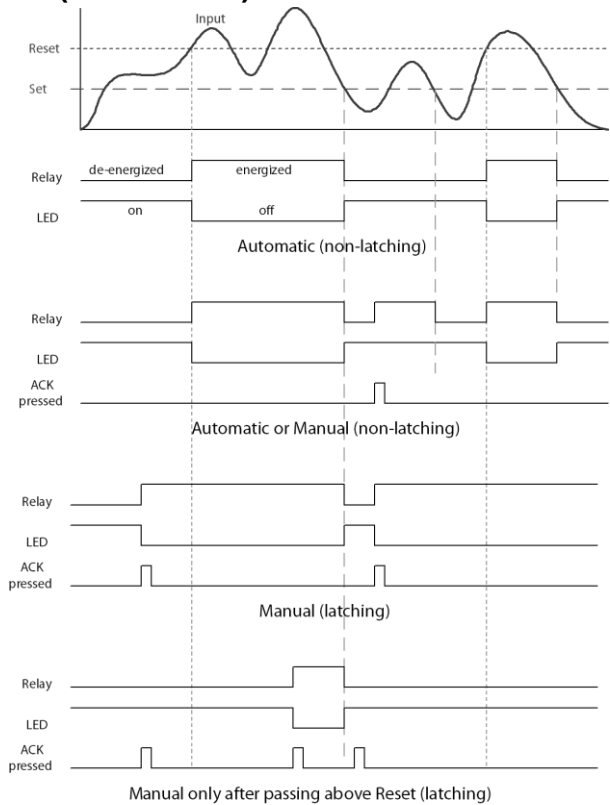 Input
Reset
Set
de-energized energized
Relay
LED
on off
Automatic (non-latching)
Relay
LED
ACK
pressed
Automatic or Manual (non-latching)
Relay
LED
ACK
pressed
Manual (latching)
Relay
LED
ACK
pressed
Manual only after passing above Reset (latching)